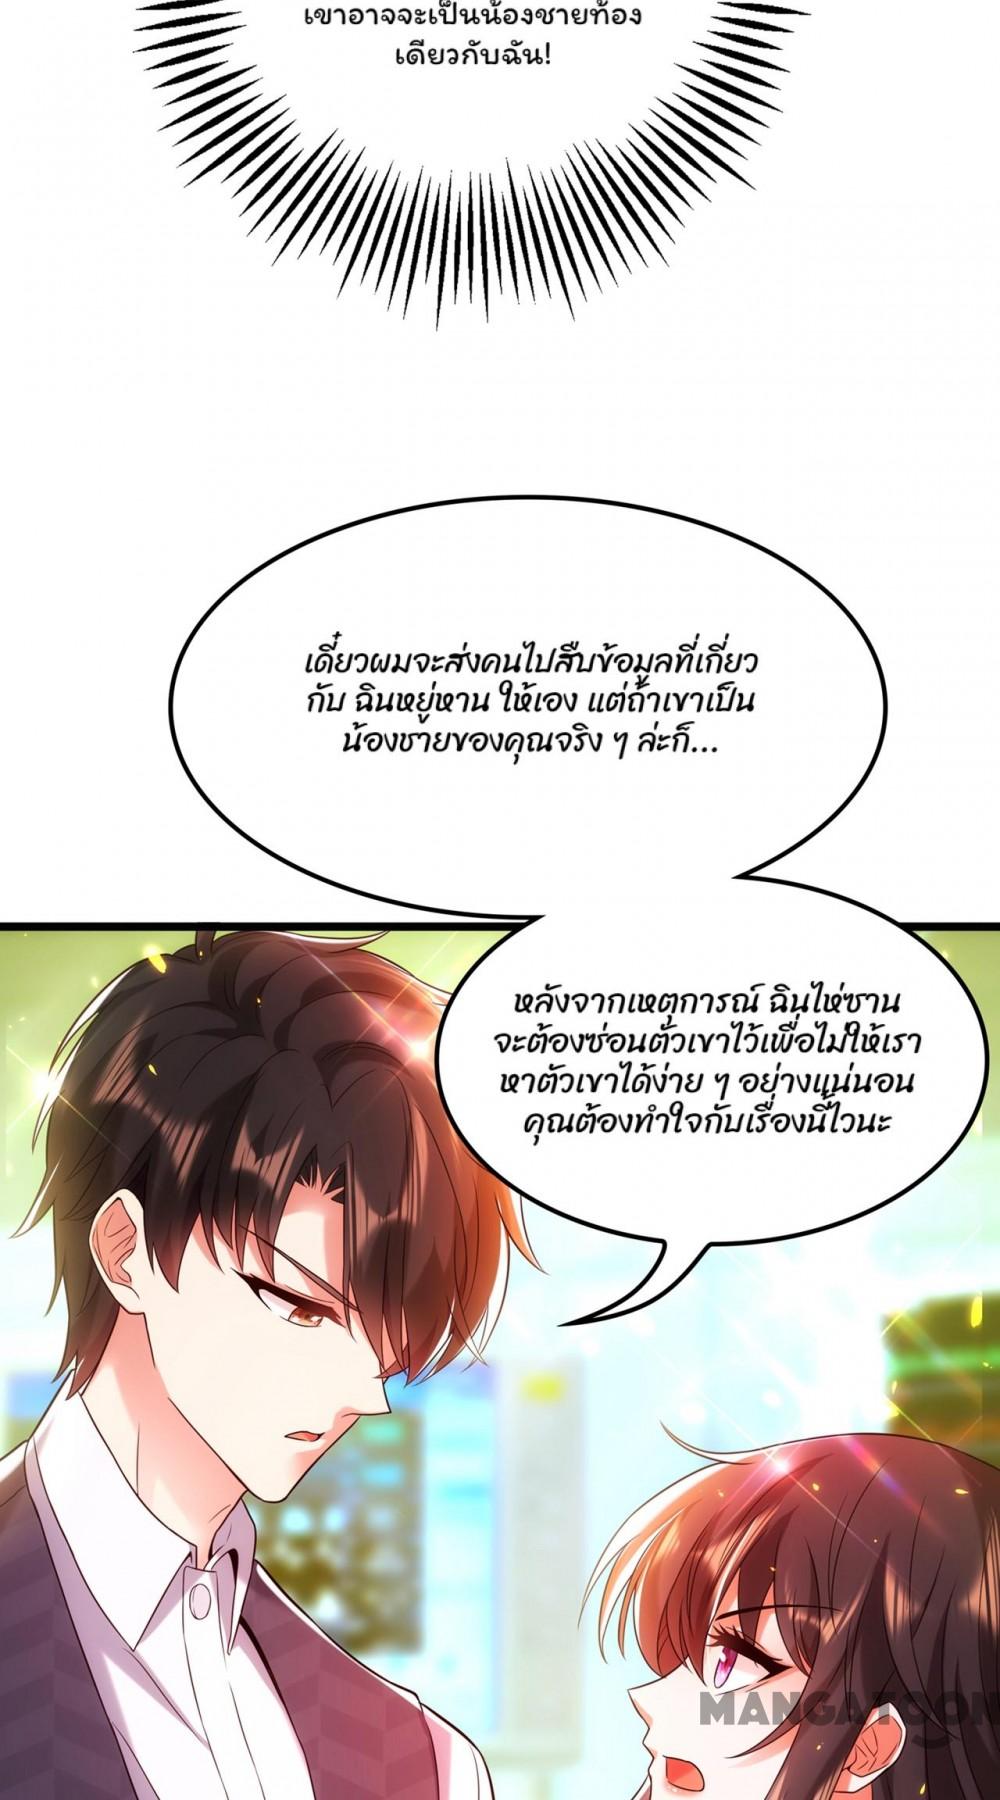 เขาอาจจะเป็นน้องชายท้อง
เดียวกับฉัน!
เดี๋ยวผมจะส่งคนไปสืบข้อมูลที่เกี่ยว
กับ ฉินหยู่หาน ให้เอง แต่ถ้าเขาเป็น
น้องชายของคุณจริง ๆ ล่ะก็...
หลังจากเหตุการณ์ ฉินไห่ซาน
จะต้องซ่อนตัวเขาไว้เพื่อไม่ให้เรา
หาตัวเขาได้ง่าย ๆ อย่างแน่นอน
คุณต้องทำใจกับเรื่องนี้ไวนะ
MANGATOON